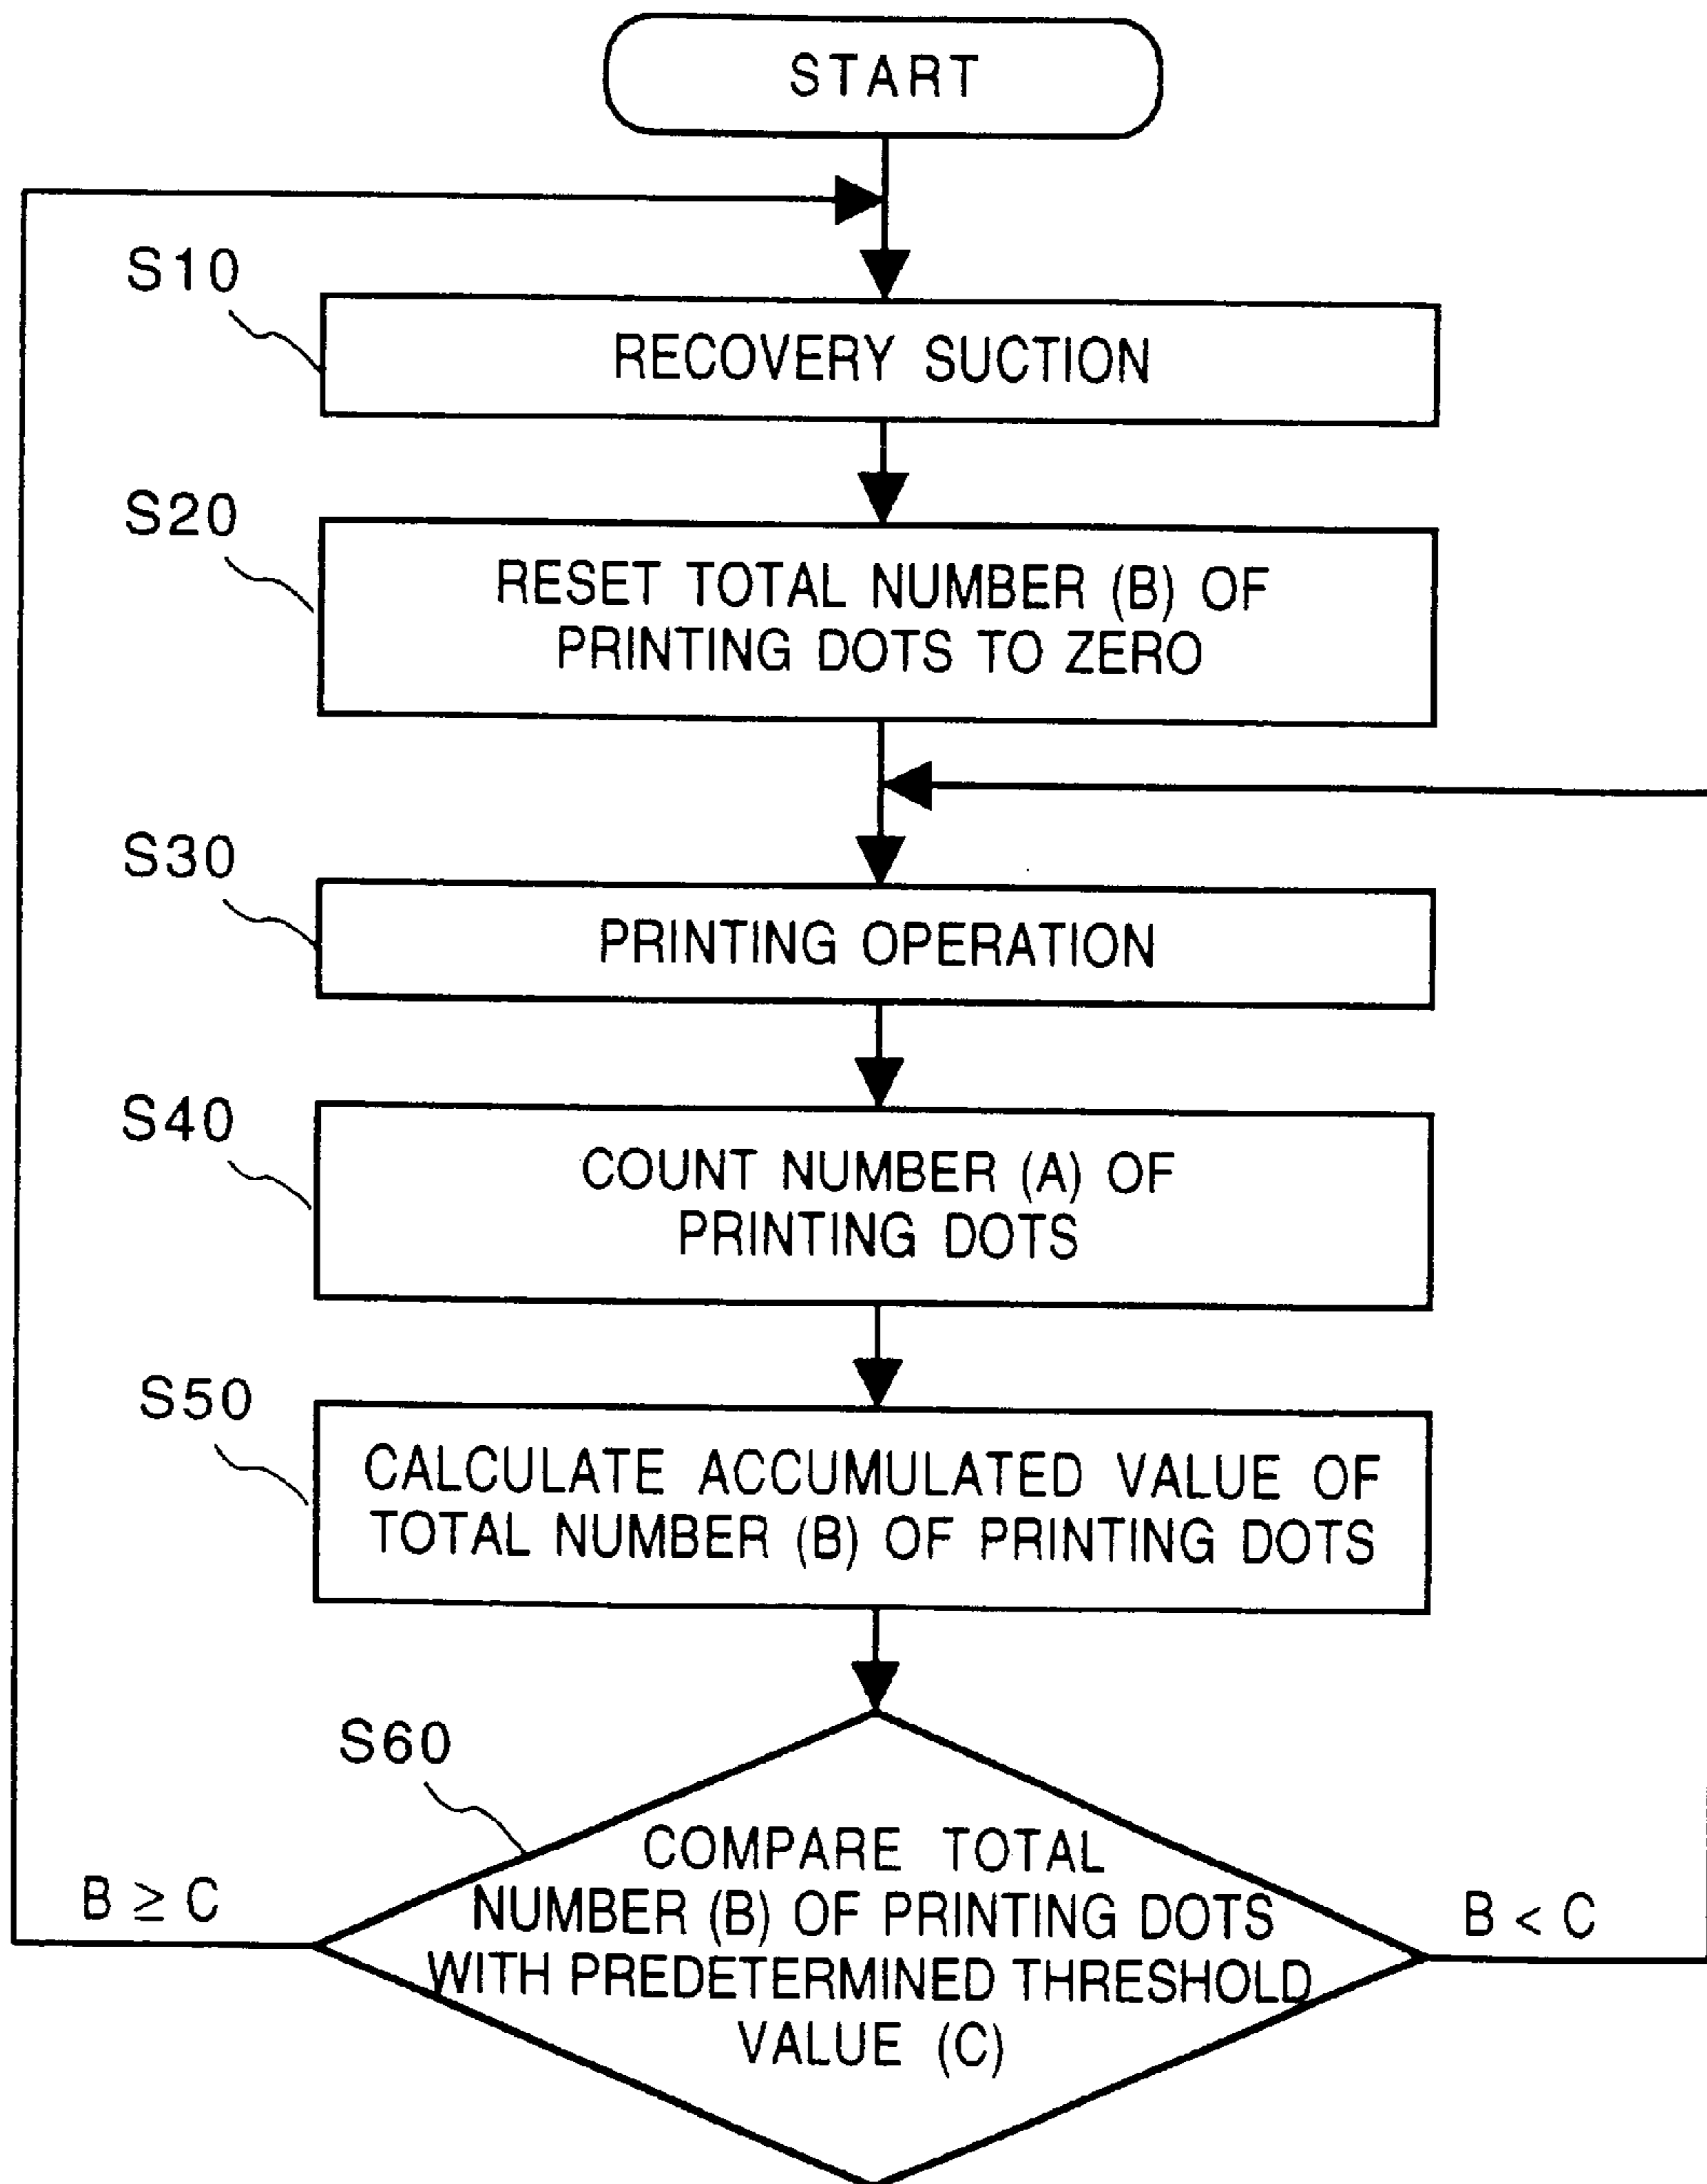 START
S10
RECOVERY SUCTION
S20
RESET TOTAL NUMBER (B) OF
PRINTING DOTS TO ZERO
S30
PRINTING OPERATION
S40
COUNT NUMBER (A) OF
PRINTING DOTS
S50
CALCULATE ACCUMULATED VALUE OF
TOTAL NUMBER (B) OF PRINTING DOTS
S60
COMPARE TOTAL
NUMBER (B) OF PRINTING DOTS
WITH PREDETERMINED THRESHOLD
VALUE (C)
B ≥ C
B < C